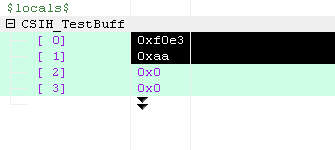 $locals$
CSIH_TestBuff
[ 0] 0xf0e3
[ 1] 0xaa
[ 2] 0x0
[ 3] 0x0